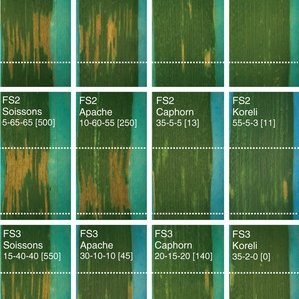 FS2
Soissons
5-65-65 [500]
FS2
Apache
10-60-55 [250]
FS2
Caphorn
35-5-5 [13]
FS2
Koreli
55-5-3 [11]
FS3
Soissons
15-40-40 [550]
FS3
Apache
30-10-10 [45]
FS3
Caphorn
20-15-20 [140]
FS3
Koreli
35-2-0 [0]